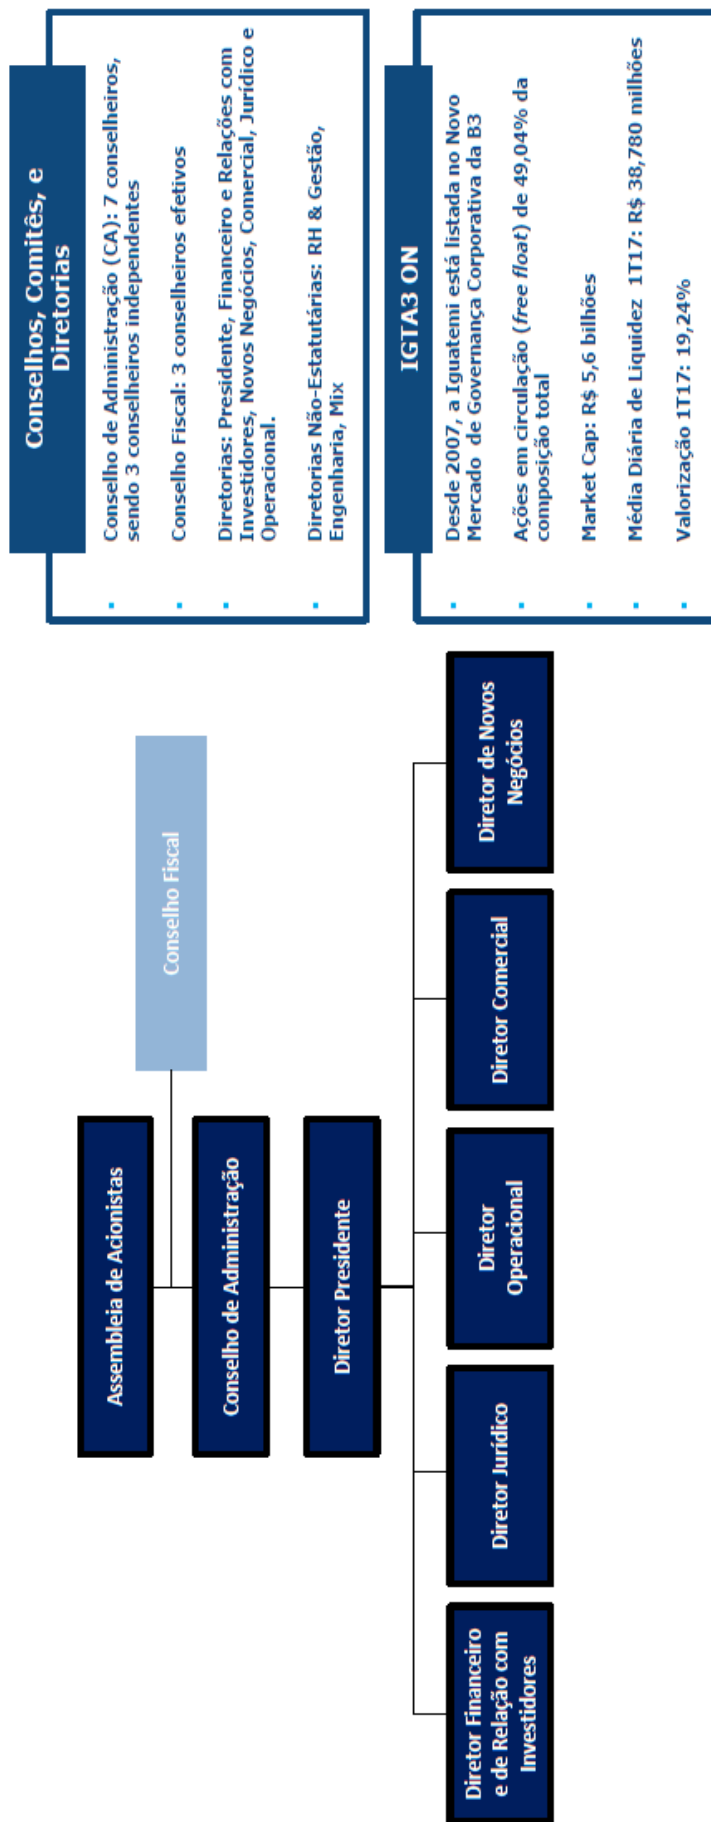 Assembleia de Acionistas
Conselho Fiscal
Conselho de Administração
Diretor Presidente
Diretor Financeiro
e de Relação com
Investidores
Diretor Jurídico
Diretor
Operacional
Diretor Comercial
Diretor de Novos
Negócios
Conselhos, Comitês, e
Diretorias
Conselho de Administração (CA): 7 conselheiros,
sendo 3 conselheiros independentes
Conselho Fiscal: 3 conselheiros efetivos
Diretorias: Presidente, Financeiro e Relações com
Investidores, Novos Negócios, Comercial, Jurídico e
Operacional.
Diretorias Não-Estatutárias: RH & Gestão,
Engenharia, Mix
IGTA3 ON
Desde 2007, a Iguatemi está listada no Novo
Mercado de Governança Corporativa da B3
Ações em circulação (free float) de 49,04% da
composição total
Market Cap: R$ 5,6 bilhões
Média Diária de Liquidez 1T17: R$ 38,780 milhões
Valorização 1T17: 19,24%